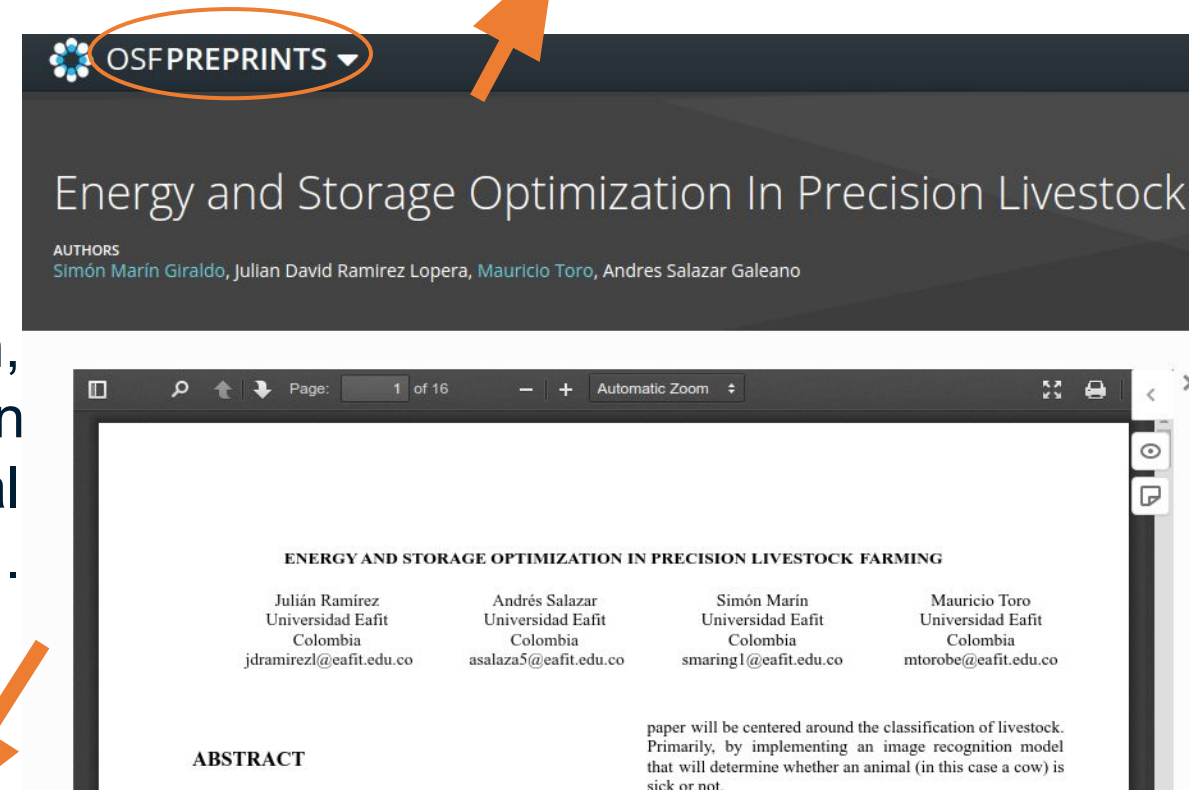 OSFPREPRINTS
Energy and Storage Optimization In Precision Livestock
AUTHORS
Simón Marín Giraldo, Julian David Ramirez Lopera, Mauricio Toro, Andres Salazar Galeano
Page: 1 of 16 Automatic Zoom
ENERGY AND STORAGE OPTIMIZATION IN PRECISION LIVESTOCK FARMING
Julián Ramírez
Universidad Eafit
Colombia
jdramirezl@eafit.edu.co
Andrés Salazar
Universidad Eafit
Colombia
asalaza5@eafit.edu.co
Simón Marín
Universidad Eafit
Colombia
smaring1@eafit.edu.co
Mauricio Toro
Universidad Eafit
Colombia
mtorobe@eafit.edu.co
ABSTRACT
paper will be centered around the classification of livestock.
Primarily, by implementing an image recognition model
that will determine whether an animal (in this case a cow) is
sick or not.